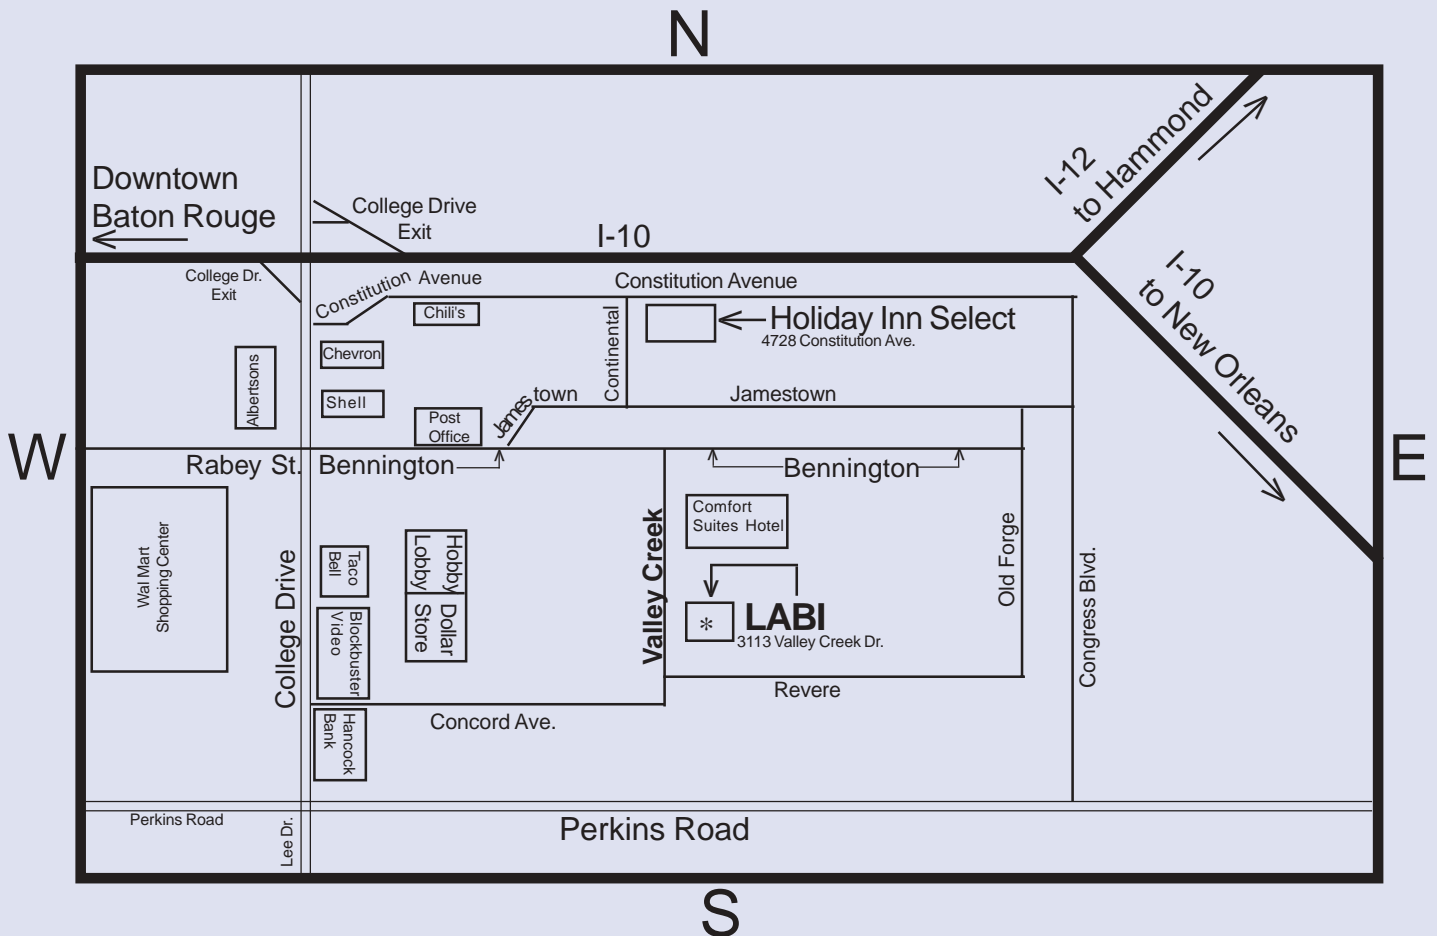 N
Downtown
Baton Rouge
College Drive
Exit
I-10
I-12
to Hammond
College Dr.
Exit
Constitution Avenue
Constitution Avenue
I-10
to New Orleans
Chili's
Holiday Inn Select
4728 Constitution Ave.
Continental
Chevron
Albertsons
Shell
James town
Jamestown
Post
Office
W
E
Rabey St.
Bennington
Bennington
Wal Mart
Shopping Center
College Drive
Taco
Bell
Hobby
Lobby
Valley Creek
Comfort
Suites Hotel
Old Forge
Congress Blvd.
Blockbuster
Video
Dollar
Store
*
LABI
3113 Valley Creek Dr.
Revere
Hancock
Bank
Concord Ave.
Perkins Road
Lee Dr.
Perkins Road
S